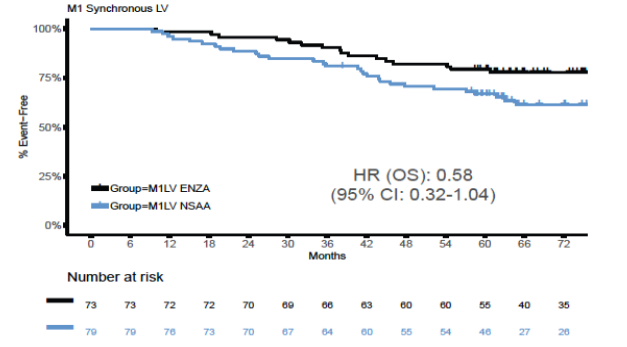 M1 Synchronous LV
100%
75%
50%
25%
0%
% Event-Free
HR (OS): 0.58
(95% CI: 0.32-1.04)
Group=M1LV ENZA
Group=M1LV NSAA
0 6 12 18 24 30 36 42 48 54 60 66 72
Months
Number at risk
73 73 72 72 70 69 66 63 60 60 55 40 35
79 79 76 73 70 67 64 60 55 54 46 27 26